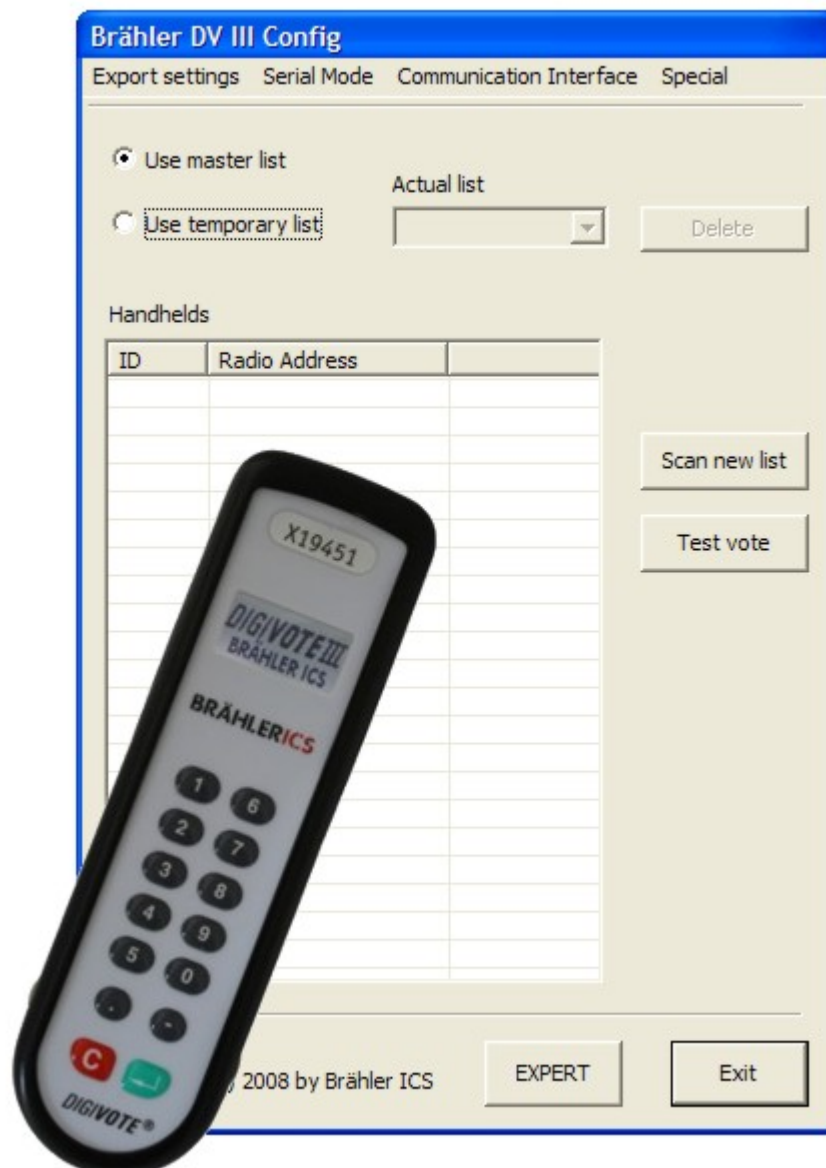 Brähler DV III Config
Export settings Serial Mode Communication Interface Special
Use master list
Actual list
Use temporary list
Delete
Handhelds
ID Radio Address
Scan new list
Test vote
X19451
DIGIVOTE III
BRÄHLER ICS
BRÄHLERICS
1 6
2 7
3 8
4 9
5 0
. -
C
DIGIVOTE®
2008 by Brähler ICS
EXPERT
Exit